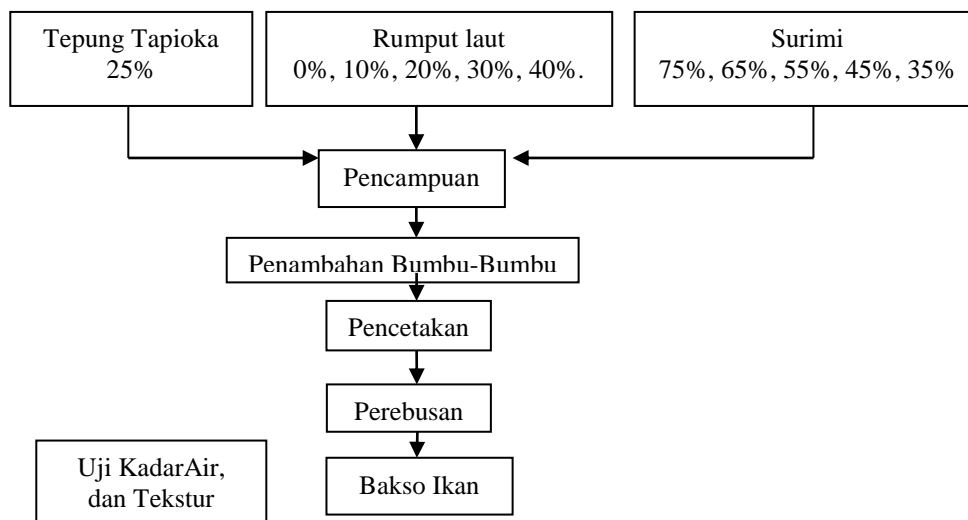 Tepung Tapioka
25%
Rumput laut
0%, 10%, 20%, 30%, 40%.
Surimi
75%, 65%, 55%, 45%, 35%
Pencampuan
Penambahan Bumbu-Bumbu
Pencetakan
Perebusan
Uji KadarAir,
dan Tekstur
Bakso Ikan